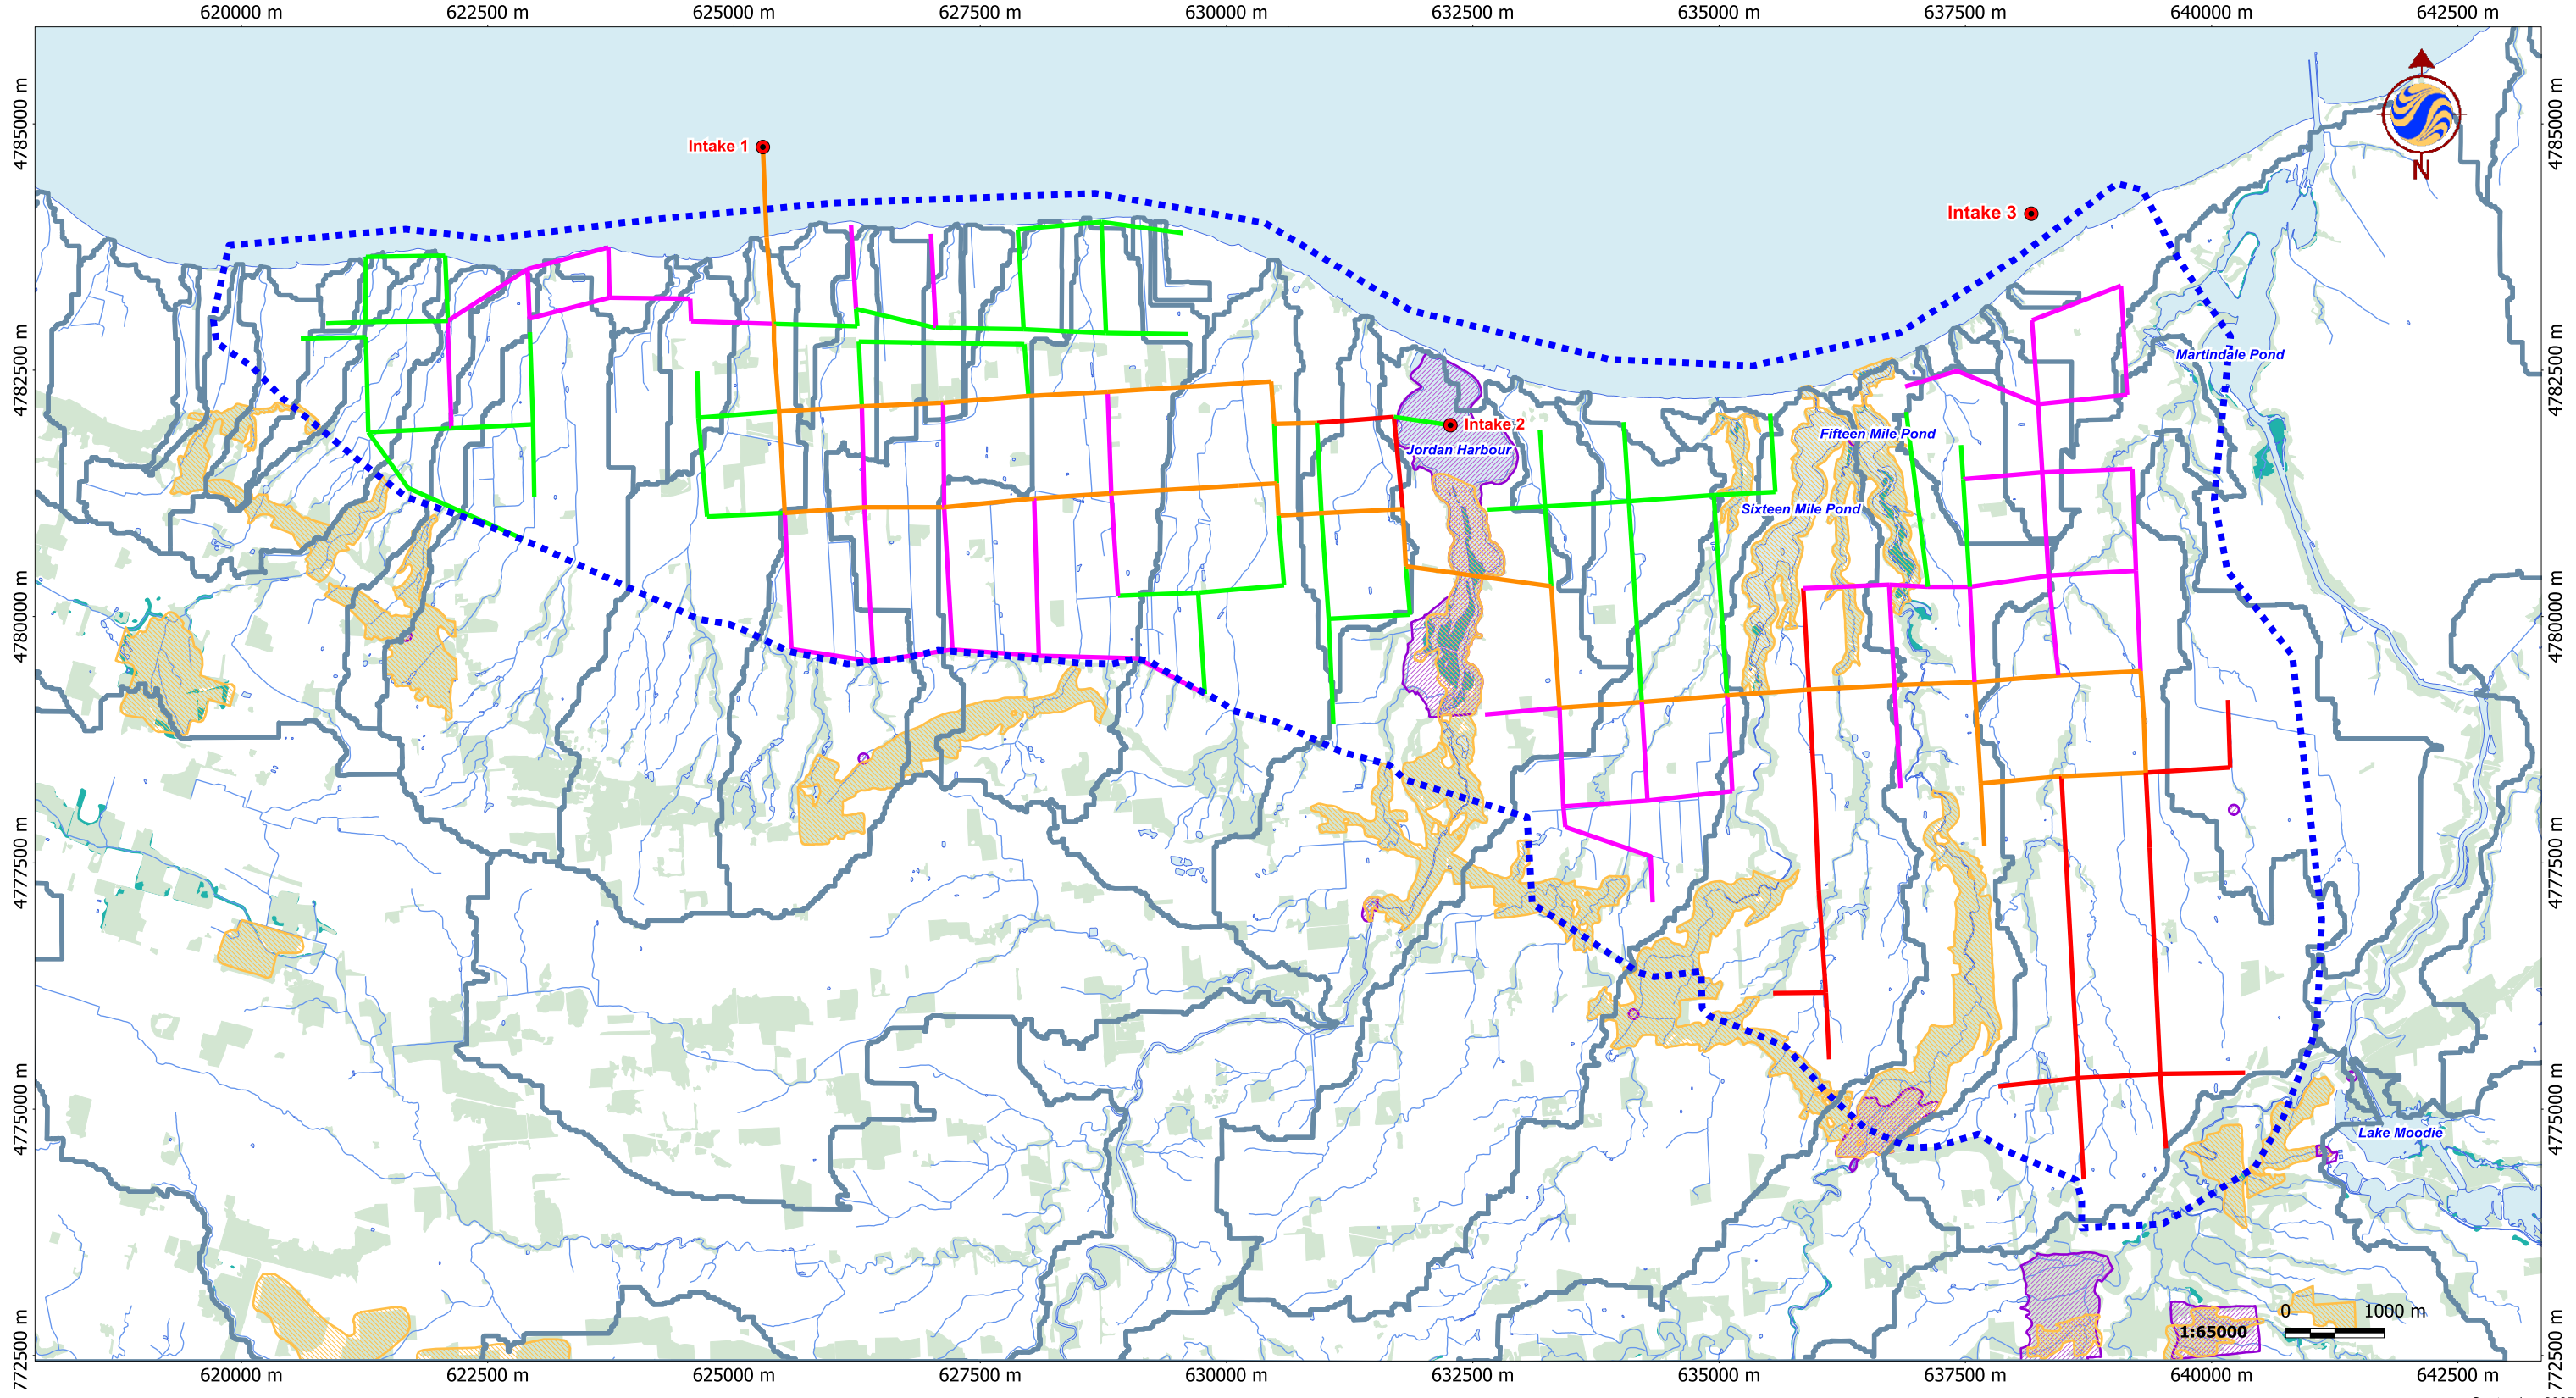 620000 m 622500 m 625000 m 627500 m 630000 m 632500 m 635000 m 637500 m 640000 m 642500 m
4785000 m
4785000 m
Intake 1
N
Intake 3
4782500 m
Martindale Pond
4782500 m
Intake 2
Fifteen Mile Pond
Jordan Harbour
Sixteen Mile Pond
4780000 m
4780000 m
4777500 m
4777500 m
4775000 m
4775000 m
Lake Moodie
0 1000 m
1:65000
772500 m
772500 m
620000 m 622500 m 625000 m 627500 m 630000 m 632500 m 635000 m 637500 m 640000 m 642500 m